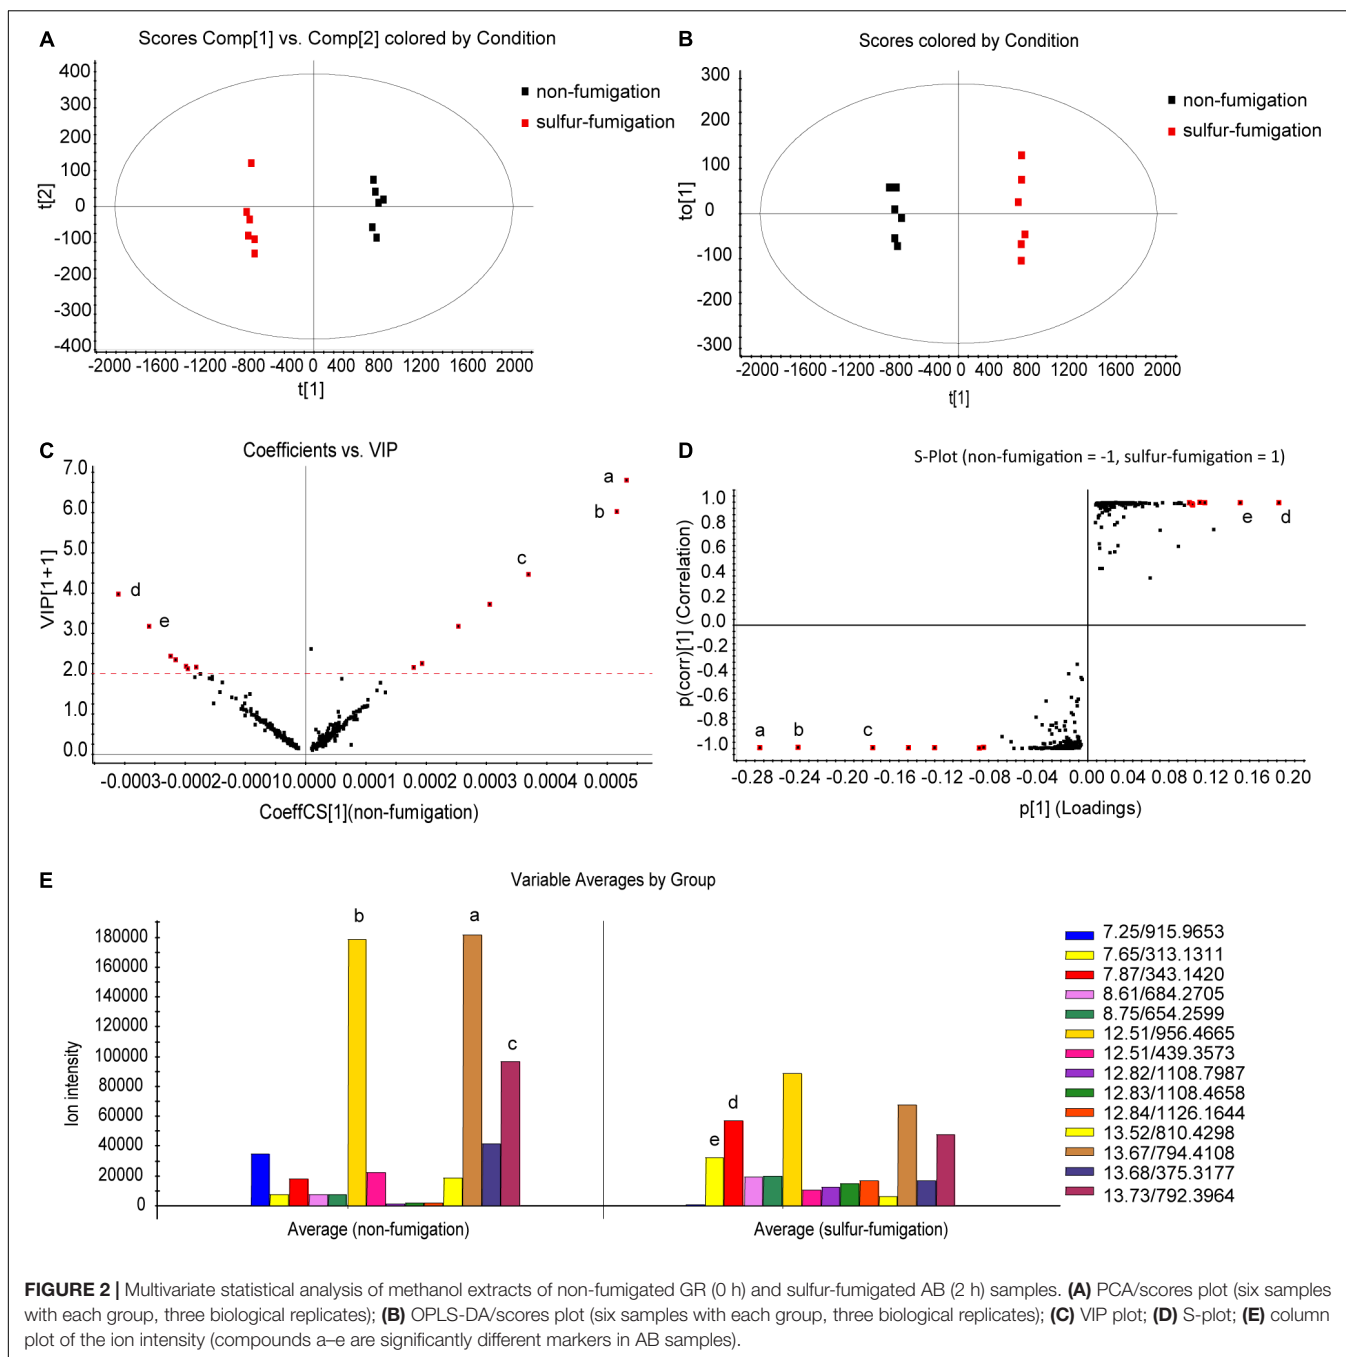 A
Scores Comp[1] vs. Comp[2] colored by Condition
400
300
200
100
0
-100
-200
-300
-400
t[2]
-2000 -1600 -1200 -800 -400 0 400 800 1200 1600 2000
t[1]
non-fumigation
sulfur-fumigation
B
Scores colored by Condition
300
200
100
0
-100
-200
-300
to[1]
-2000 -1600 -1200 -800 -400 0 400 800 1200 1600 2000
t[1]
non-fumigation
sulfur-fumigation
C
Coefficients vs. VIP
7.0
6.0
5.0
4.0
3.0
2.0
1.0
0.0
VIP[1+1]
a
b
c
d
e
-0.0003 -0.0002 -0.0001 0.0000 0.0001 0.0002 0.0003 0.0004 0.0005
CoeffCS[1](non-fumigation)
D
S-Plot (non-fumigation = -1, sulfur-fumigation = 1)
1.0
0.8
0.6
0.4
0.2
0.0
-0.2
-0.4
-0.6
-0.8
-1.0
p(corr)[1] (Correlation)
e d
a b c
-0.28 -0.24 -0.20 -0.16 -0.12 -0.08 -0.04 0.00 0.04 0.08 0.12 0.16 0.20
p[1] (Loadings)
E
Variable Averages by Group
180000
160000
140000
120000
100000
80000
60000
40000
20000
0
Ion intensity
b
a
c
e
d
Average (non-fumigation)
Average (sulfur-fumigation)
7.25/915.9653
7.65/313.1311
7.87/343.1420
8.61/684.2705
8.75/654.2599
12.51/956.4665
12.51/439.3573
12.82/1108.7987
12.83/1108.4658
12.84/1126.1644
13.52/810.4298
13.67/794.4108
13.68/375.3177
13.73/792.3964
FIGURE 2 | Multivariate statistical analysis of methanol extracts of non-fumigated GR (0 h) and sulfur-fumigated AB (2 h) samples. (A) PCA/scores plot (six samples
with each group, three biological replicates); (B) OPLS-DA/scores plot (six samples with each group, three biological replicates); (C) VIP plot; (D) S-plot; (E) column
plot of the ion intensity (compounds a–e are significantly different markers in AB samples).